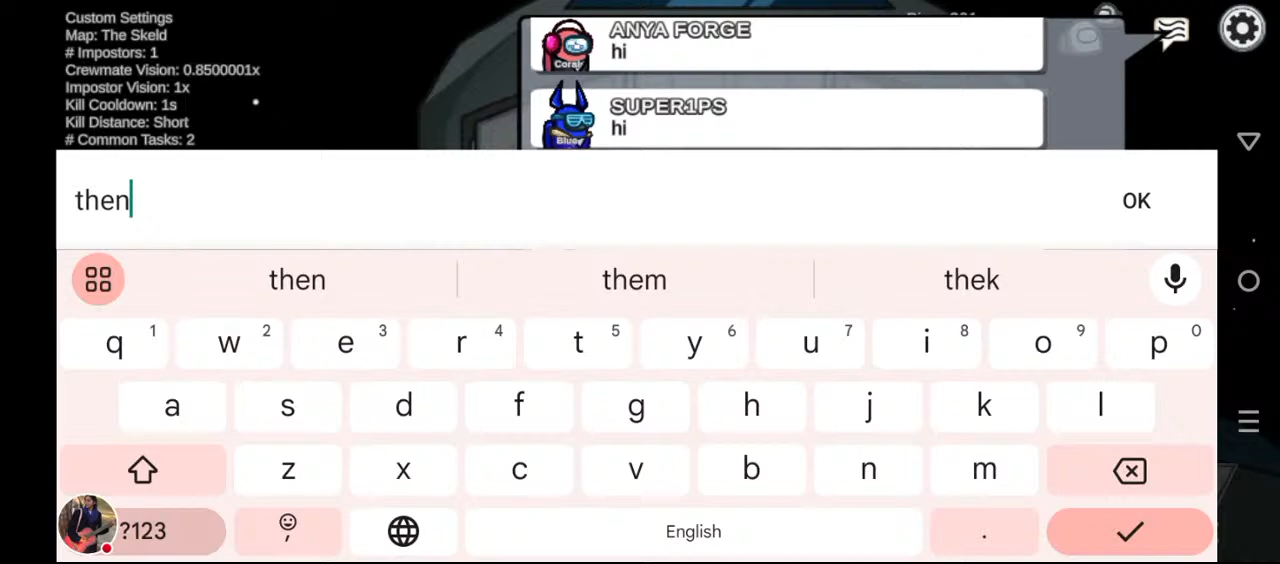 Custom Settings
Map: The Skeld
# Impostors: 1
Crewmate Vision: 0.8500001x
Impostor Vision: 1x
Kill Cooldown: 1s
Kill Distance: Short
# Common Tasks: 2
ANYA FORGE
hi
Coral
SUPER1PS
hi
Blue
then
OK
then them thek
q 1 w 2 e 3 r 4 t 5 y 6 u 7 i 8 o 9 p 0
a s d f g h j k l
z x c v b n m
?123 , English .